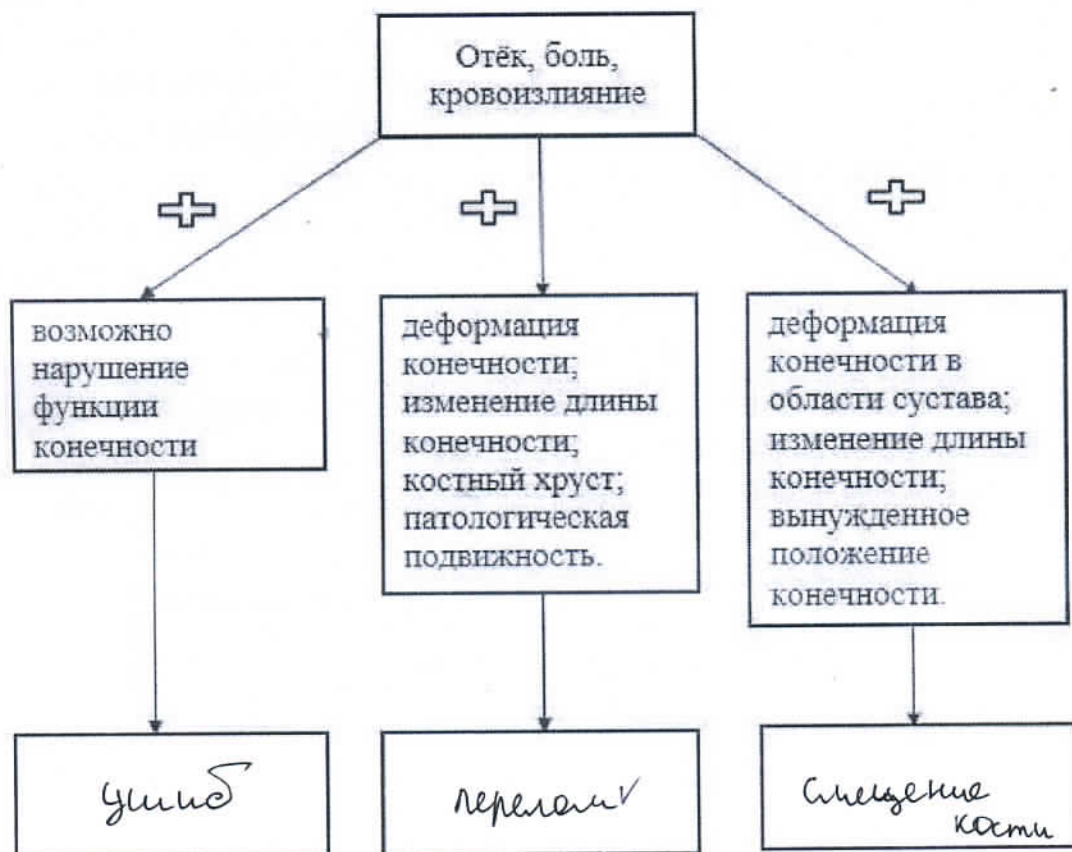 Отёк, боль,
кровоизлияние
возможно
нарушение
функции
конечности
деформация
конечности;
изменение длины
конечности;
костный хруст;
патологическая
подвижность.
деформация
конечности в
области сустава;
изменение длины
конечности;
вынужденное
положение
конечности.
ушиб
перелом
смещение
кости